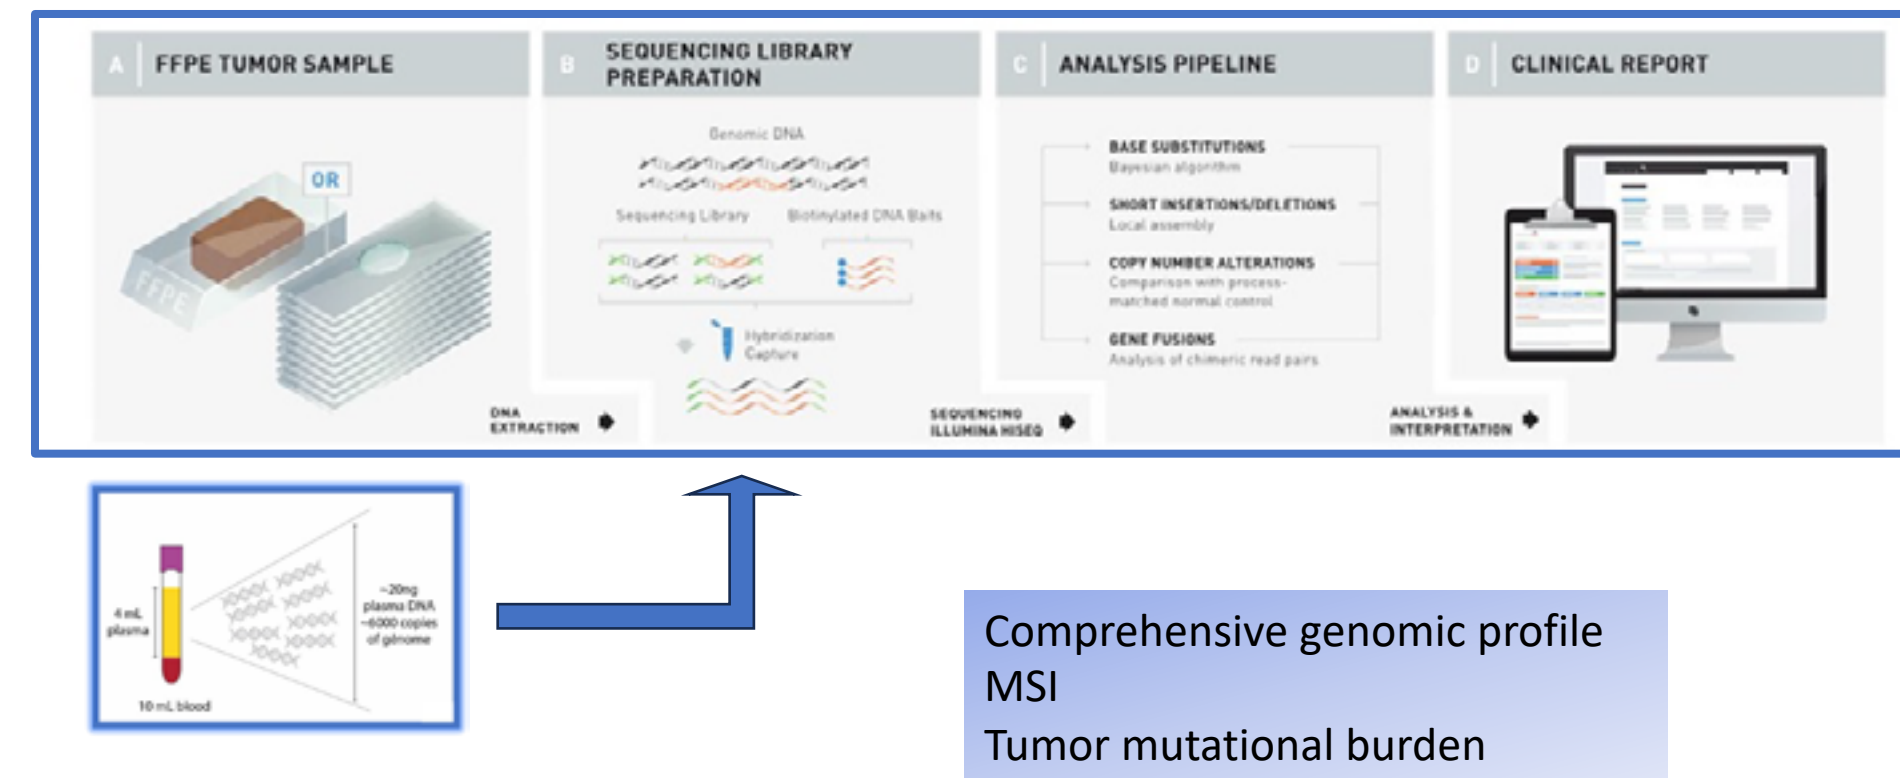 A FFPE TUMOR SAMPLE
OR
FFPE
DNA
EXTRACTION
B SEQUENCING LIBRARY
PREPARATION
Genomic DNA
Sequencing Library
Biotinylated DNA Baits
Hybridization
Capture
SEQUENCING
ILLUMINA HISEQ
C ANALYSIS PIPELINE
BASE SUBSTITUTIONS
Bayesian algorithm
SHORT INSERTIONS/DELETIONS
Local assembly
COPY NUMBER ALTERATIONS
Comparison with process-
matched normal control
GENE FUSIONS
Analysis of chimeric read pairs
ANALYSIS &
INTERPRETATION
D CLINICAL REPORT
4 mL
plasma
10 mL blood
~20ng
plasma DNA
~6000 copies
of génome
Comprehensive genomic profile
MSI
Tumor mutational burden